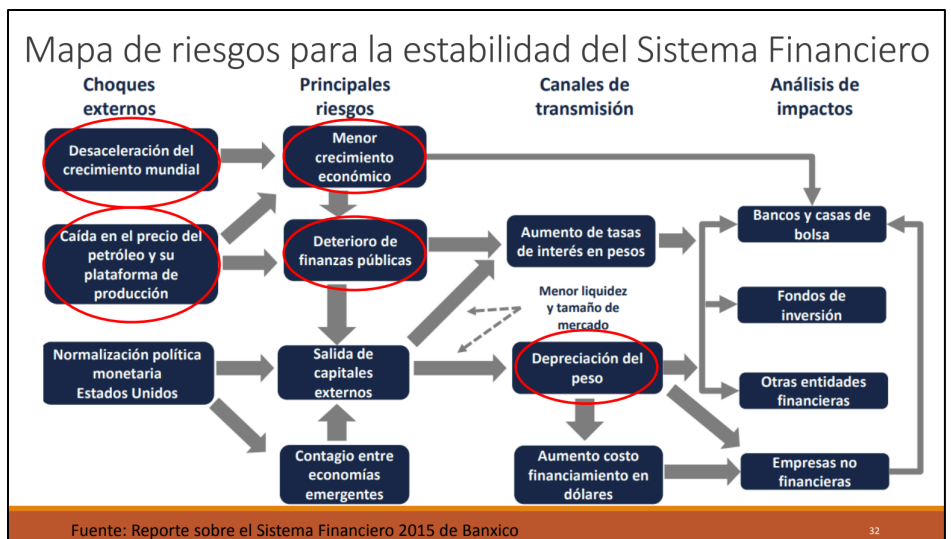 Mapa de riesgos para la estabilidad del Sistema Financiero
Choques
externos
Principales
riesgos
Canales de
transmisión
Análisis de
impactos
Desaceleración del
crecimiento mundial
Menor
crecimiento
económico
Caída en el precio del
petróleo y su
plataforma de
producción
Deterioro de
finanzas públicas
Aumento de tasas
de interés en pesos
Bancos y casas de
bolsa
Menor liquidez
y tamaño de
mercado
Fondos de
inversión
Normalización política
monetaria
Estados Unidos
Salida de
capitales
externos
Depreciación del
peso
Otras entidades
financieras
Contagio entre
economías
emergentes
Aumento costo
financiamiento en
dólares
Empresas no
financieras
Fuente: Reporte sobre el Sistema Financiero 2015 de Banxico
32